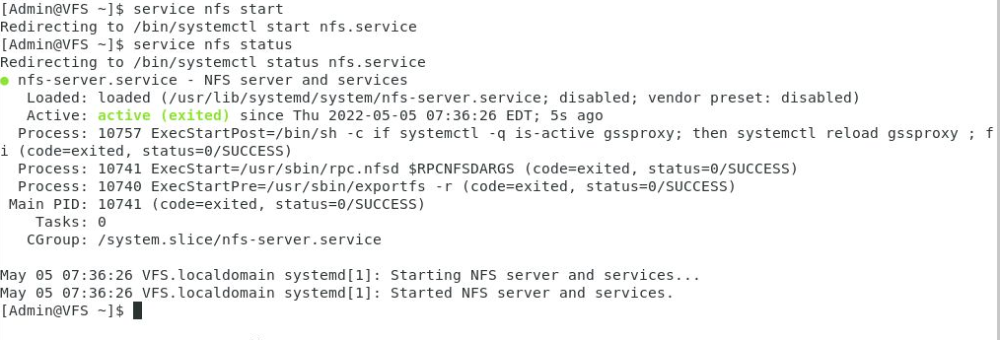 [Admin@VFS ~]$ service nfs start
Redirecting to /bin/systemctl start nfs.service
[Admin@VFS ~]$ service nfs status
Redirecting to /bin/systemctl status nfs.service
● nfs-server.service - NFS server and services
   Loaded: loaded (/usr/lib/systemd/system/nfs-server.service; disabled; vendor preset: disabled)
   Active: active (exited) since Thu 2022-05-05 07:36:26 EDT; 5s ago
  Process: 10757 ExecStartPost=/bin/sh -c if systemctl -q is-active gssproxy; then systemctl reload gssproxy ; f
i (code=exited, status=0/SUCCESS)
  Process: 10741 ExecStart=/usr/sbin/rpc.nfsd $RPCNFSDARGS (code=exited, status=0/SUCCESS)
  Process: 10740 ExecStartPre=/usr/sbin/exportfs -r (code=exited, status=0/SUCCESS)
 Main PID: 10741 (code=exited, status=0/SUCCESS)
    Tasks: 0
   CGroup: /system.slice/nfs-server.service

May 05 07:36:26 VFS.localdomain systemd[1]: Starting NFS server and services...
May 05 07:36:26 VFS.localdomain systemd[1]: Started NFS server and services.
[Admin@VFS ~]$